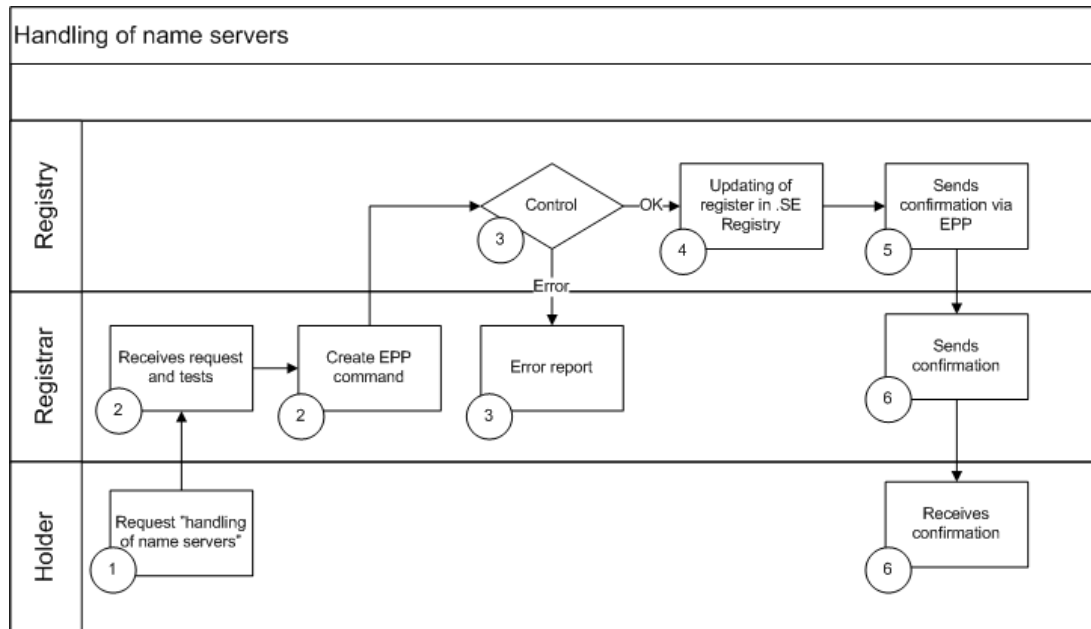 Handling of name servers
Registry
Control
3
OK
Updating of
register in .SE
Registry
4
Sends
confirmation via
EPP
5
Error
Registrar
Receives request
and tests
2
Create EPP
command
2
Error report
3
Sends
confirmation
6
Holder
Request "handling
of name servers"
1
Receives
confirmation
6